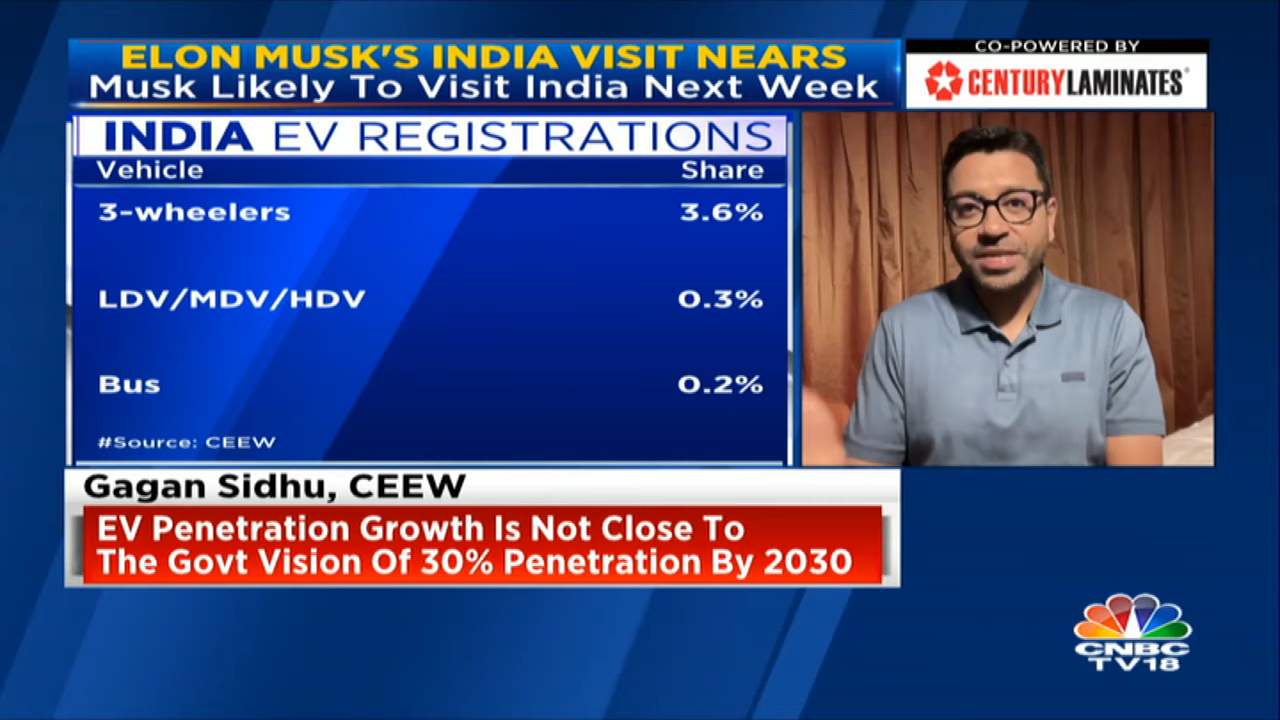 ELON MUSK'S INDIA VISIT NEARS
Musk Likely To Visit India Next Week
CO-POWERED BY
CENTURYLAMINATES®
INDIA EV REGISTRATIONS
Vehicle Share
3-wheelers 3.6%
LDV/MDV/HDV 0.3%
Bus 0.2%
#Source: CEEW
Gagan Sidhu, CEEW
EV Penetration Growth Is Not Close To
The Govt Vision Of 30% Penetration By 2030
CNBC
TV18